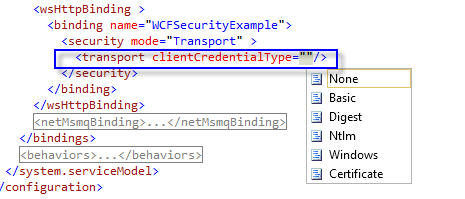 <wsHttpBinding >
<binding name="WCFSecurityExample">
<security mode="Transport" >
<transport clientCredentialType=""/>
</security>
</binding>
</wsHttpBinding>
<netMsmqBinding>...</netMsmqBinding>
</bindings>
<behaviors>...</behaviors>
</system.serviceModel>
</configuration>
None
Basic
Digest
Ntlm
Windows
Certificate